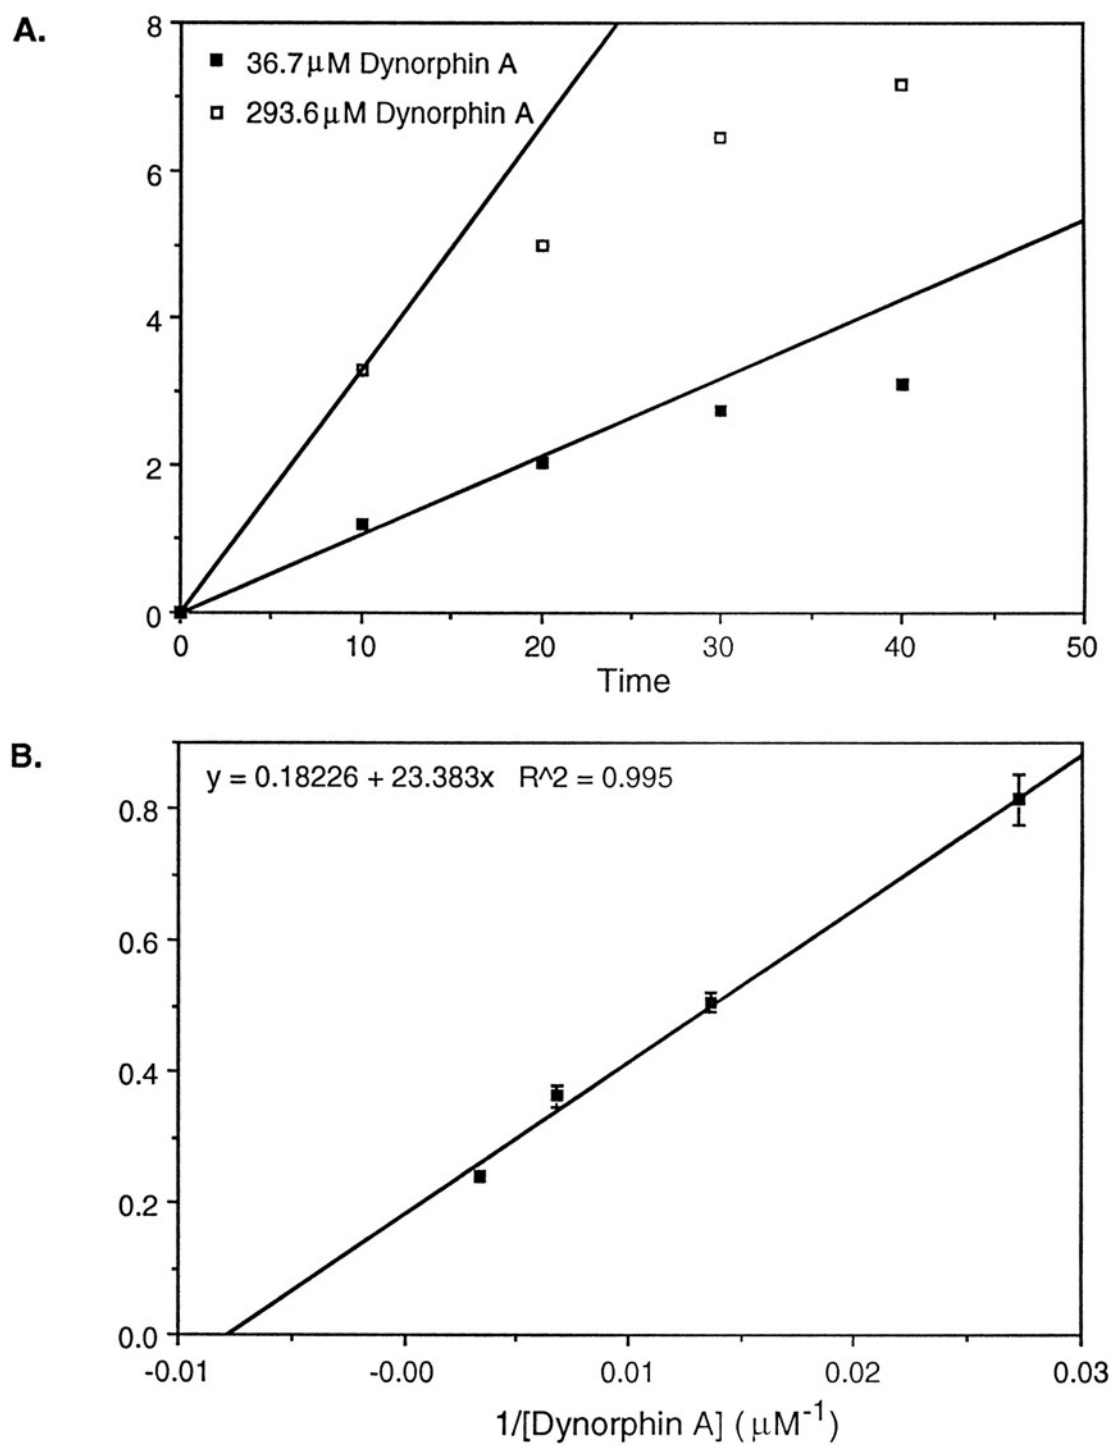 A.
36.7μM Dynorphin A
293.6μM Dynorphin A
8
6
4
2
0
0 10 20 30 40 50
Time
B.
y = 0.18226 + 23.383x R^2 = 0.995
0.8
0.6
0.4
0.2
0.0
-0.01 -0.00 0.01 0.02 0.03
1/[Dynorphin A] (μM⁻¹)